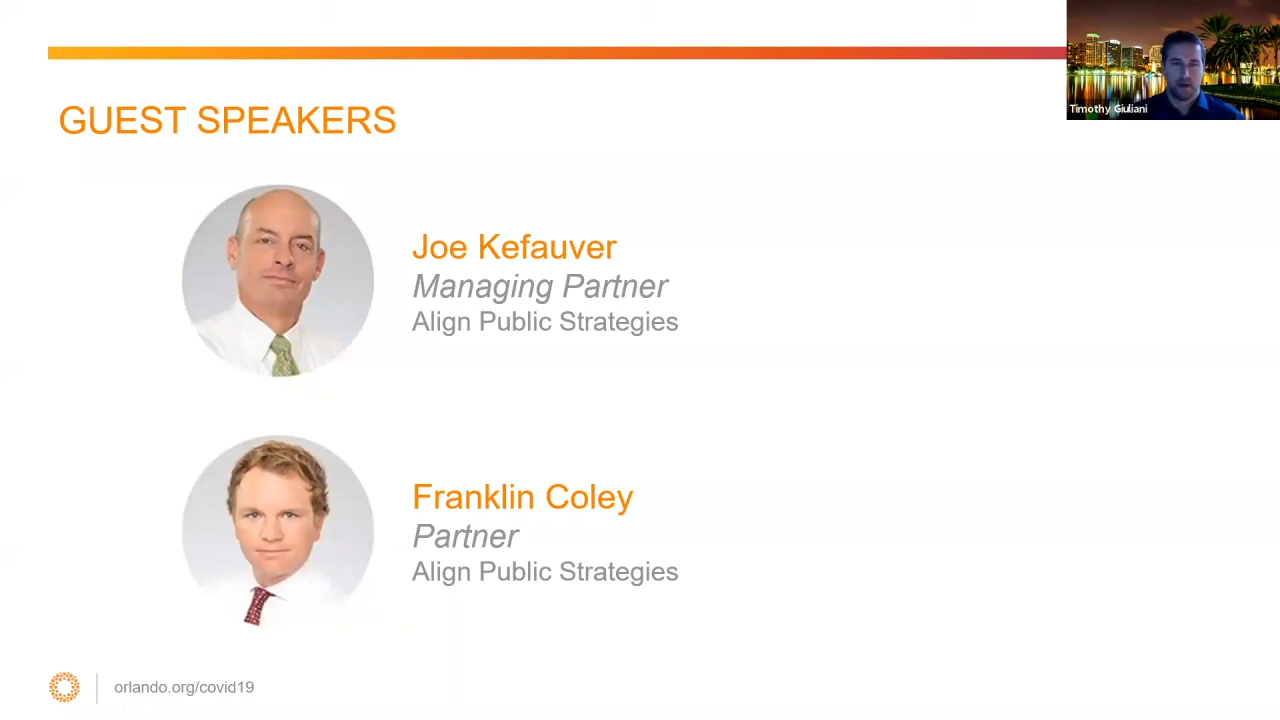 Timothy Giuliani
GUEST SPEAKERS
Joe Kefauver
Managing Partner
Align Public Strategies
Franklin Coley
Partner
Align Public Strategies
orlando.org/covid19